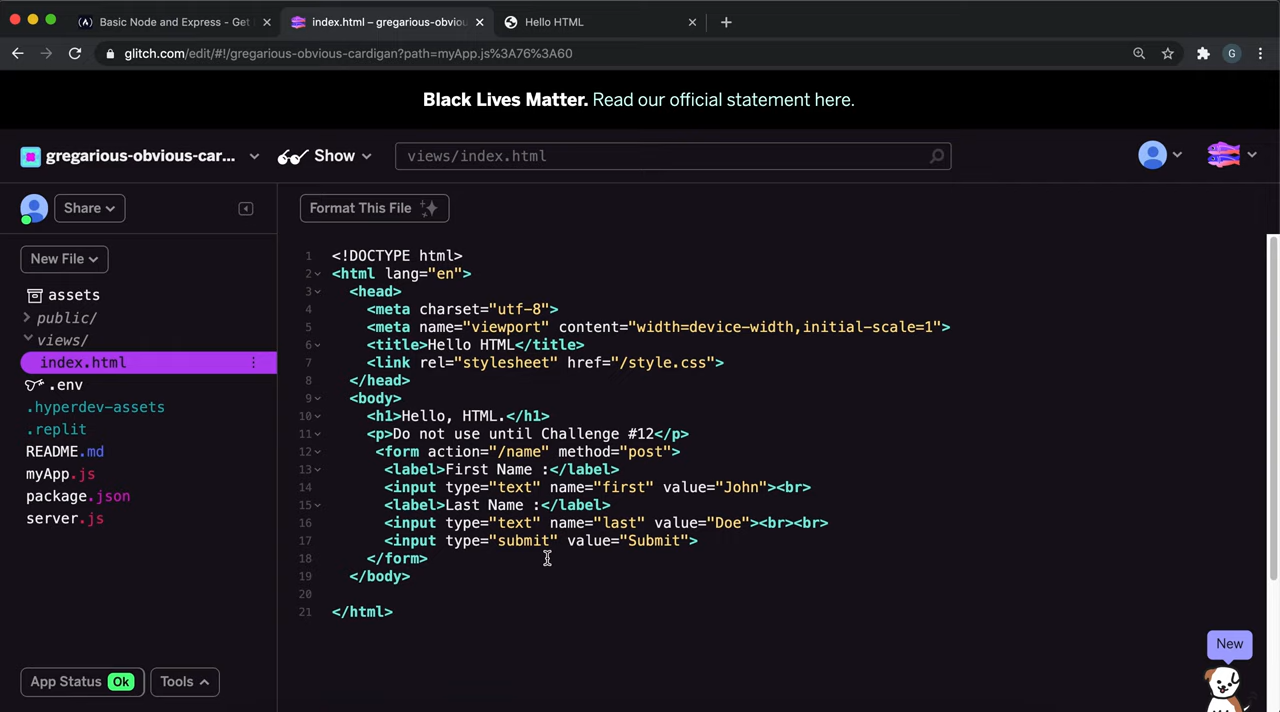 Basic Node and Express - Get
index.html – gregarious-obviou
Hello HTML
glitch.com/edit/#!/gregarious-obvious-cardigan?path=myApp.js%3A76%3A60
G
Black Lives Matter. Read our official statement here.
gregarious-obvious-car...
Show
views/index.html
Share
Format This File
New File
assets
public/
views/
index.html
.env
.hyperdev-assets
.replit
README.md
myApp.js
package.json
server.js
1 <!DOCTYPE html>
2 <html lang="en">
3 <head>
4 <meta charset="utf-8">
5 <meta name="viewport" content="width=device-width,initial-scale=1">
6 <title>Hello HTML</title>
7 <link rel="stylesheet" href="/style.css">
8 </head>
9 <body>
10 <h1>Hello, HTML.</h1>
11 <p>Do not use until Challenge #12</p>
12 <form action="/name" method="post">
13 <label>First Name :</label>
14 <input type="text" name="first" value="John"><br>
15 <label>Last Name :</label>
16 <input type="text" name="last" value="Doe"><br><br>
17 <input type="submit" value="Submit">
18 </form>
19 </body>
20
21 </html>
App Status Ok
Tools
New